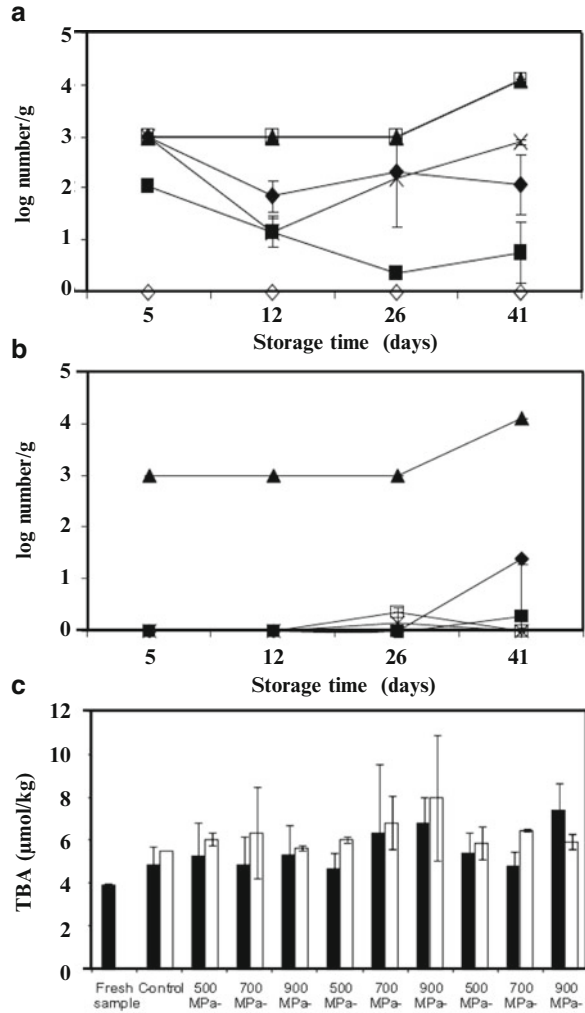 a
5
4
3
2
1
0
log number/g
5 12 26 41
Storage time (days)
b
5
4
3
2
1
0
log number/g
5 12 26 41
Storage time (days)
c
12
10
8
6
4
2
0
TBA (μmol/kg)
Fresh Control 500 700 900 500 700 900 500 700 900
sample MPa- MPa- MPa- MPa- MPa- MPa- MPa- MPa- MPa-